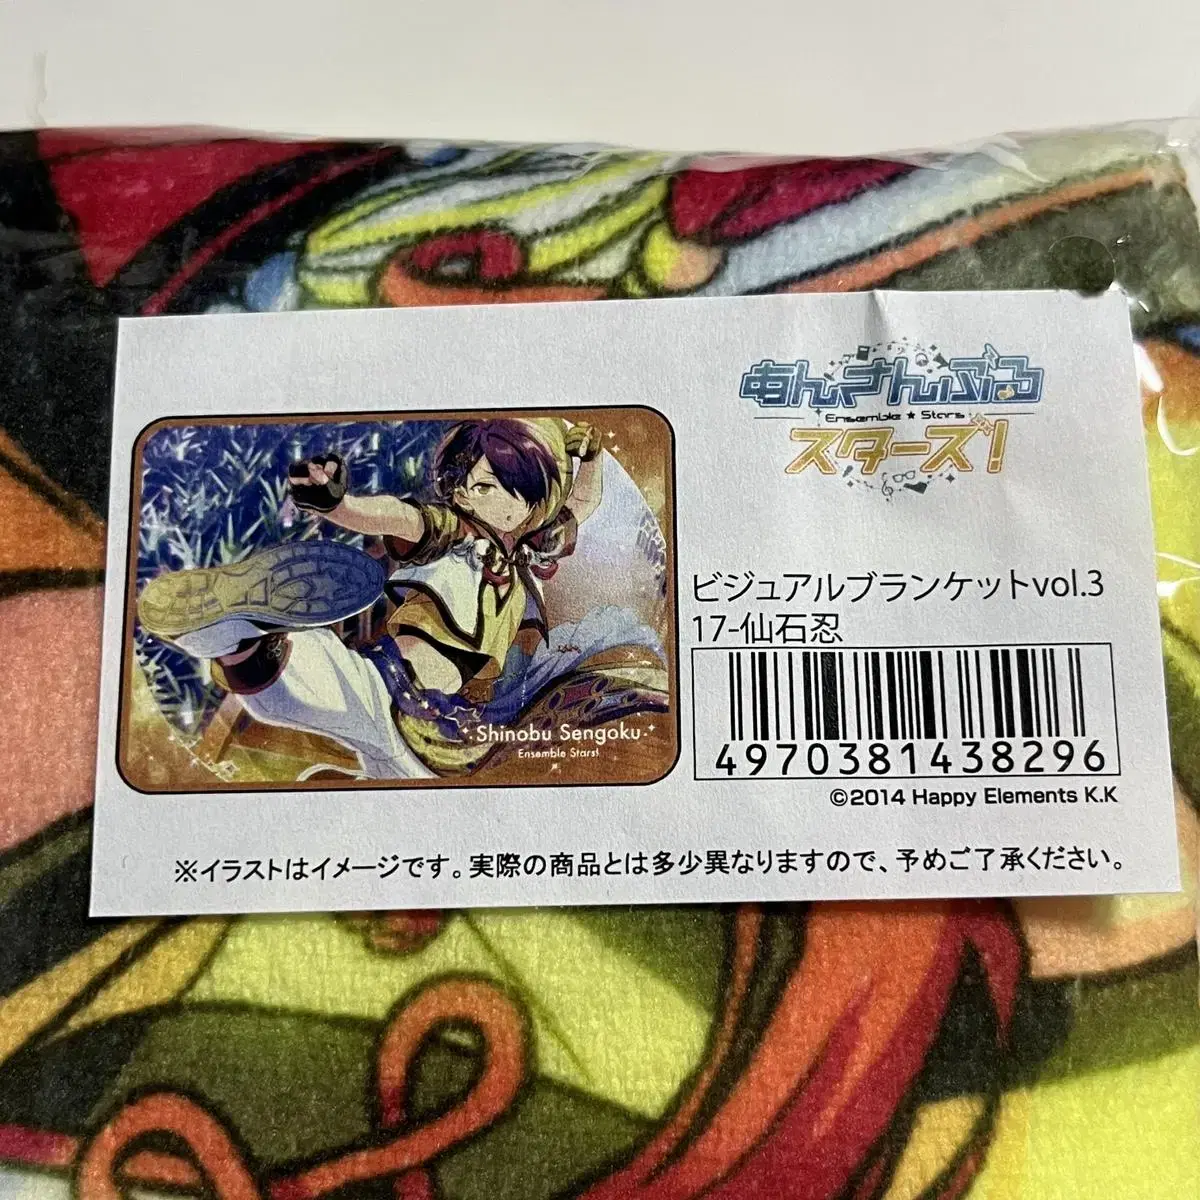 あんさんぶる
Ensemble★Stars
スターズ!
Shinobu Sengoku
Ensemble Stars!
ビジュアルブランケットvol.3
17-仙石忍
4970381438296
©2014 Happy Elements K.K
※イラストはイメージです。実際の商品とは多少異なりますので、予めご了承ください。